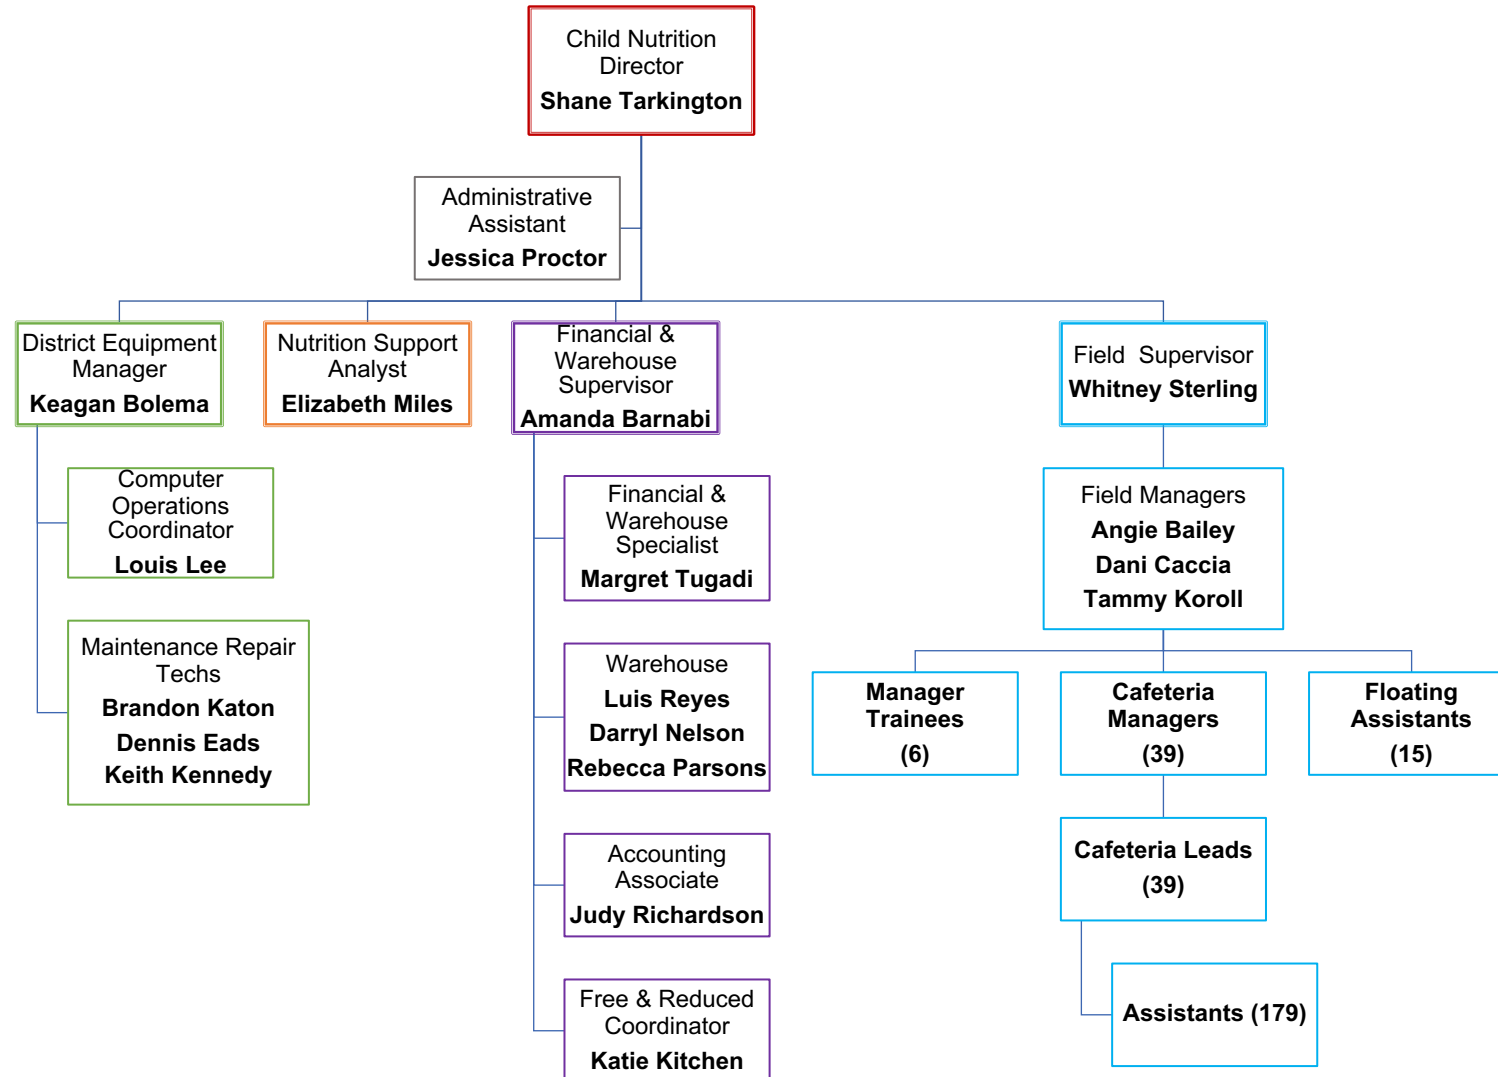 Child Nutrition
Director
Shane Tarkington
Administrative
Assistant
Jessica Proctor
District Equipment
Manager
Keagan Bolema
Nutrition Support
Analyst
Elizabeth Miles
Financial &
Warehouse
Supervisor
Amanda Barnabi
Field  Supervisor
Whitney Sterling
Computer
Operations
Coordinator
Louis Lee
Maintenance Repair
Techs
Brandon Katon
Dennis Eads
Keith Kennedy
Financial &
Warehouse
Specialist
Margret Tugadi
Warehouse
Luis Reyes
Darryl Nelson
Rebecca Parsons
Accounting
Associate
Judy Richardson
Free & Reduced
Coordinator
Katie Kitchen
Field Managers
Angie Bailey
Dani Caccia
Tammy Koroll
Manager
Trainees
(6)
Cafeteria
Managers
(39)
Floating
Assistants
(15)
Cafeteria Leads
(39)
Assistants (179)